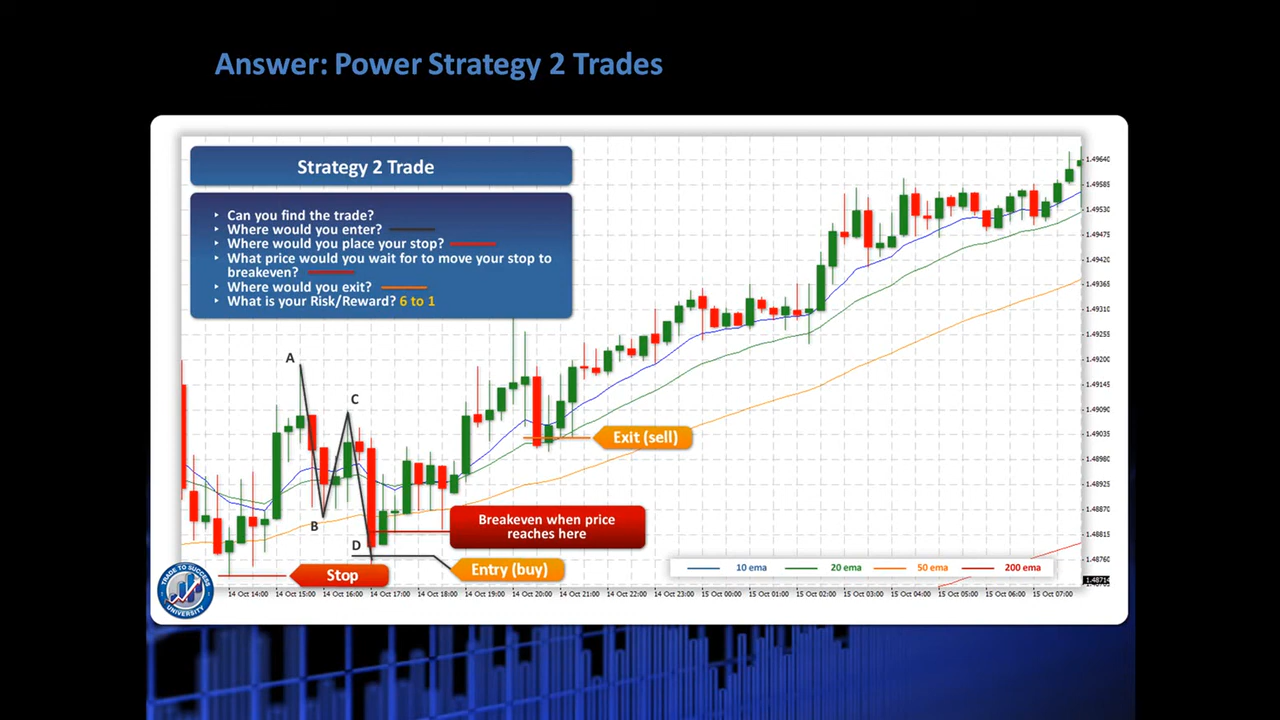 Answer: Power Strategy 2 Trades
Strategy 2 Trade
Can you find the trade?
Where would you enter?
Where would you place your stop?
What price would you wait for to move your stop to
breakeven?
Where would you exit?
What is your Risk/Reward? 6 to 1
A
C
B
D
Exit (sell)
Breakeven when price
reaches here
Entry (buy)
Stop
10 ema
20 ema
50 ema
200 ema
1.49640
1.49585
1.49530
1.49475
1.49420
1.49365
1.49310
1.49255
1.49200
1.49145
1.49090
1.49035
1.48980
1.48925
1.48870
1.48815
1.48760
1.48714
14 Oct 14:00
14 Oct 15:00
14 Oct 16:00
14 Oct 17:00
14 Oct 18:00
14 Oct 19:00
14 Oct 20:00
14 Oct 21:00
14 Oct 22:00
14 Oct 23:00
15 Oct 00:00
15 Oct 01:00
15 Oct 02:00
15 Oct 03:00
15 Oct 04:00
15 Oct 05:00
15 Oct 06:00
15 Oct 07:00
TRADE TO SUCCESS
UNIVERSITY